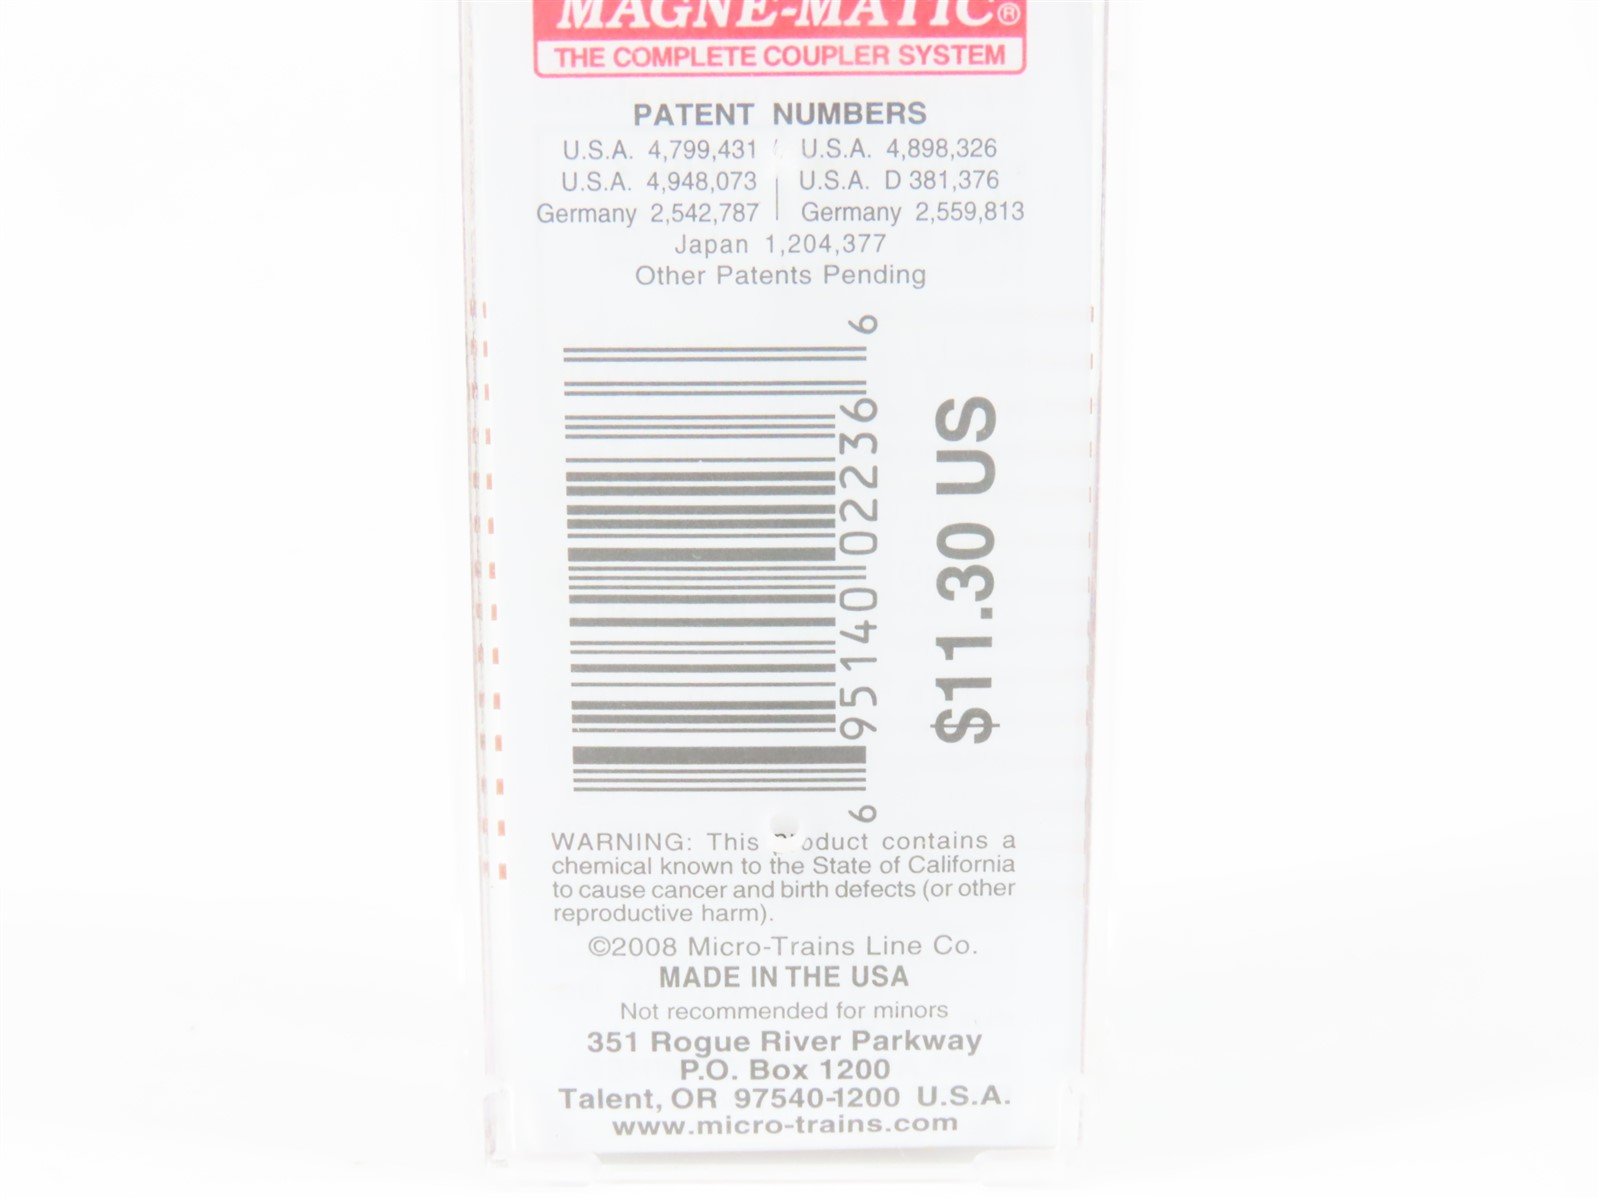 MAGNE-MATIC®
THE COMPLETE COUPLER SYSTEM
PATENT NUMBERS
U.S.A. 4,799,431 U.S.A. 4,898,326
U.S.A. 4,948,073 U.S.A. D 381,376
Germany 2,542,787 Germany 2,559,813
Japan 1,204,377
Other Patents Pending
6 95140 02236 6
$11.30 US
WARNING: This product contains a
chemical known to the State of California
to cause cancer and birth defects (or other
reproductive harm).
©2008 Micro-Trains Line Co.
MADE IN THE USA
Not recommended for minors
351 Rogue River Parkway
P.O. Box 1200
Talent, OR 97540-1200 U.S.A.
www.micro-trains.com